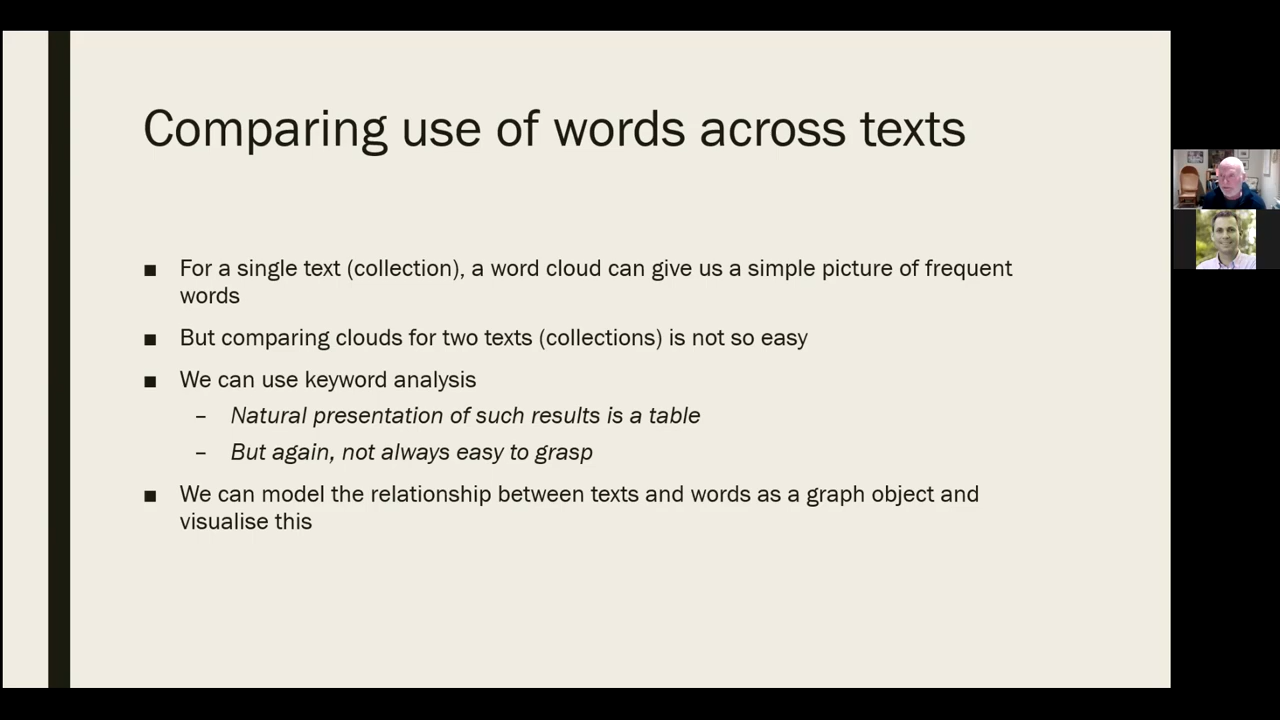 Comparing use of words across texts
■ For a single text (collection), a word cloud can give us a simple picture of frequent
words
■ But comparing clouds for two texts (collections) is not so easy
■ We can use keyword analysis
– Natural presentation of such results is a table
– But again, not always easy to grasp
■ We can model the relationship between texts and words as a graph object and
visualise this